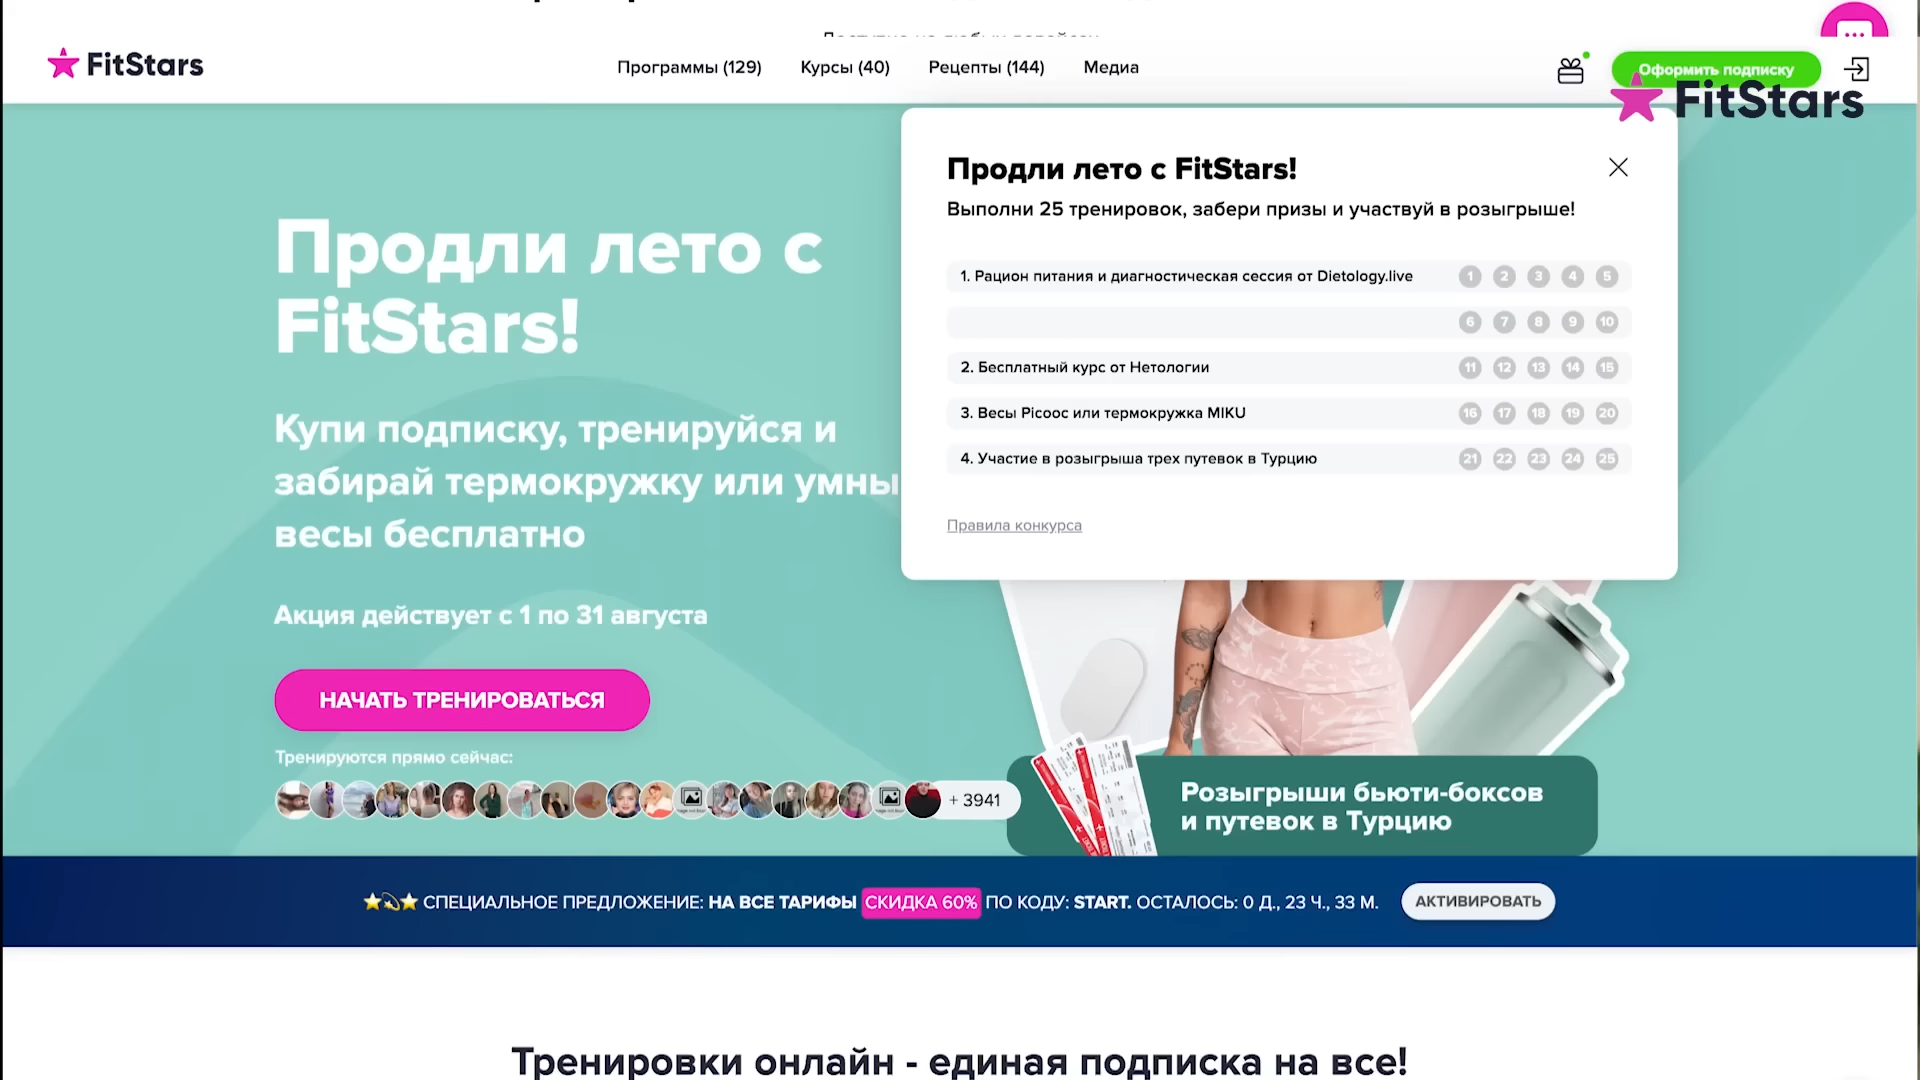 FitStars
Программы (129)
Курсы (40)
Рецепты (144)
Медиа
Оформить подписку
FitStars
Продли лето с
FitStars!
Купи подписку, тренируйся и
забирай термокружку или умны
весы бесплатно
Акция действует с 1 по 31 августа
НАЧАТЬ ТРЕНИРОВАТЬСЯ
Тренируются прямо сейчас:
+ 3941
Продли лето с FitStars!
Выполни 25 тренировок, забери призы и участвуй в розыгрыше!
1. Рацион питания и диагностическая сессия от Dietology.live 1 2 3 4 5
6 7 8 9 10
2. Бесплатный курс от Нетологии 11 12 13 14 15
3. Весы Picooc или термокружка MIKU 16 17 18 19 20
4. Участие в розыгрыша трех путевок в Турцию 21 22 23 24 25
Правила конкурса
Розыгрыши бьюти-боксов
и путевок в Турцию
СПЕЦИАЛЬНОЕ ПРЕДЛОЖЕНИЕ: НА ВСЕ ТАРИФЫ СКИДКА 60% ПО КОДУ: START. ОСТАЛОСЬ: 0 Д., 23 Ч., 33 М.
АКТИВИРОВАТЬ
Тренировки онлайн - единая подписка на все!